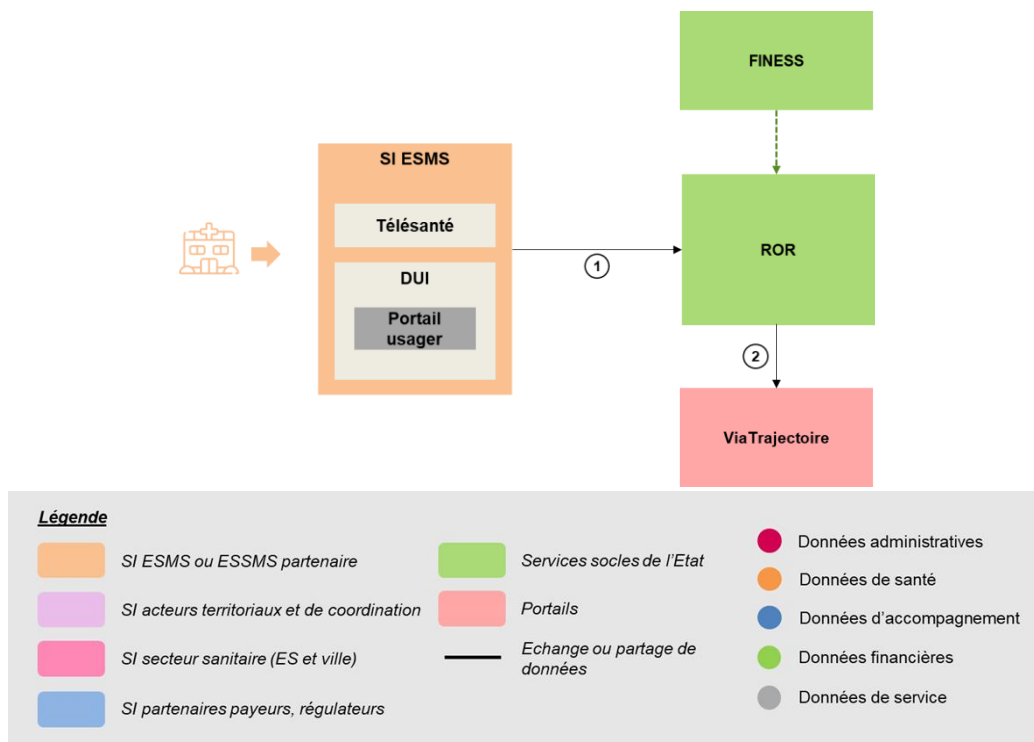 FINESS
SI ESMS
Télésanté
DUI
Portail
usager
1
ROR
2
ViaTrajectoire
Légende
SI ESMS ou ESSMS partenaire
SI acteurs territoriaux et de coordination
SI secteur sanitaire (ES et ville)
SI partenaires payeurs, régulateurs
Services socles de l'Etat
Portails
Echange ou partage de
données
Données administratives
Données de santé
Données d'accompagnement
Données financières
Données de service